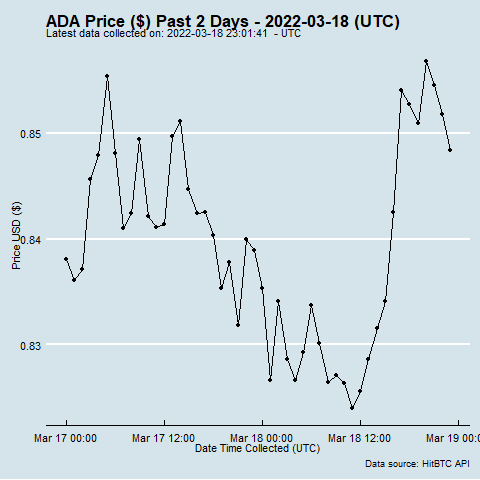 ADA Price ($) Past 2 Days - 2022-03-18 (UTC)
Latest data collected on: 2022-03-18 23:01:41 - UTC
0.85
0.84
0.83
Price USD ($)
Mar 17 00:00 Mar 17 12:00 Mar 18 00:00 Mar 18 12:00 Mar 19 00:
Date Time Collected (UTC)
Data source: HitBTC API